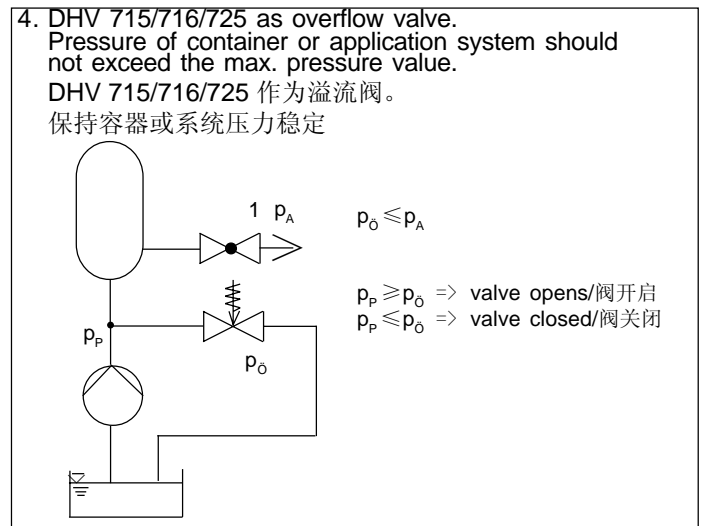 4. DHV 715/716/725 as overflow valve.
Pressure of container or application system should
not exceed the max. pressure value.
DHV 715/716/725 作为溢流阀。
保持容器或系统压力稳定
1 pA
pÖ ≤ pA
pP ≥ pÖ => valve opens/阀开启
pP ≤ pÖ => valve closed/阀关闭
pP
pÖ